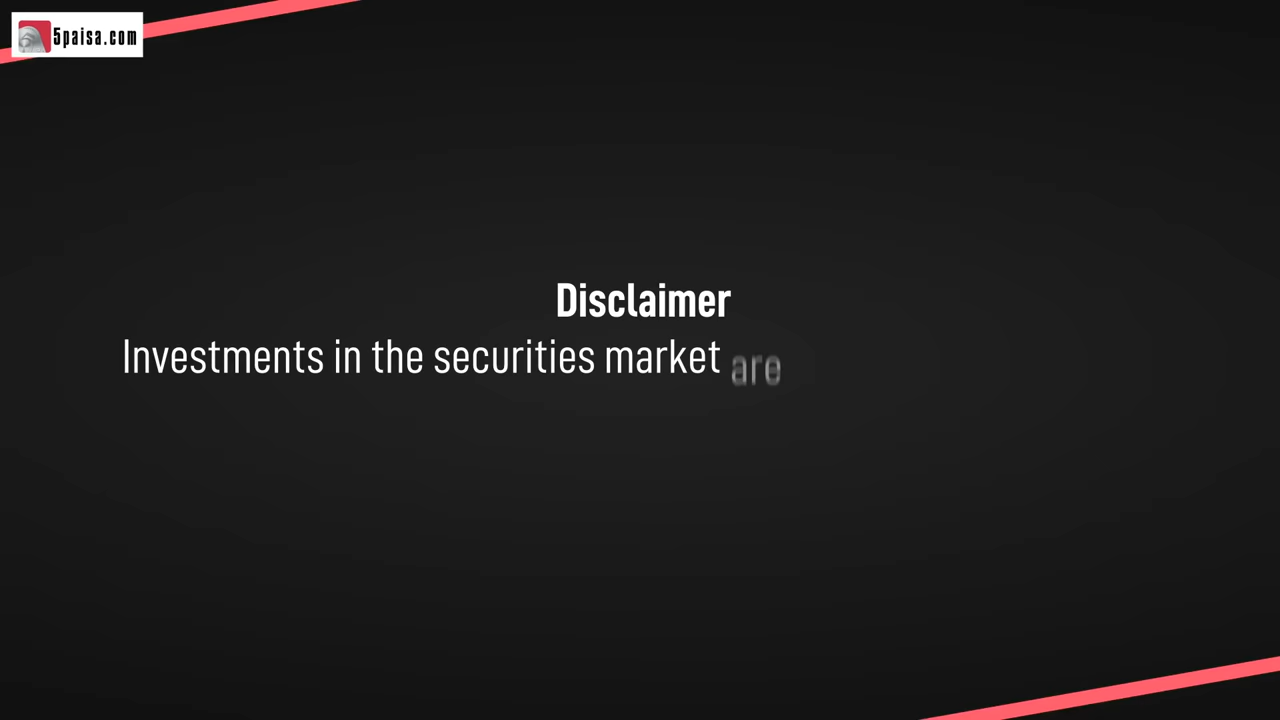 5paisa.com
Disclaimer
Investments in the securities market are